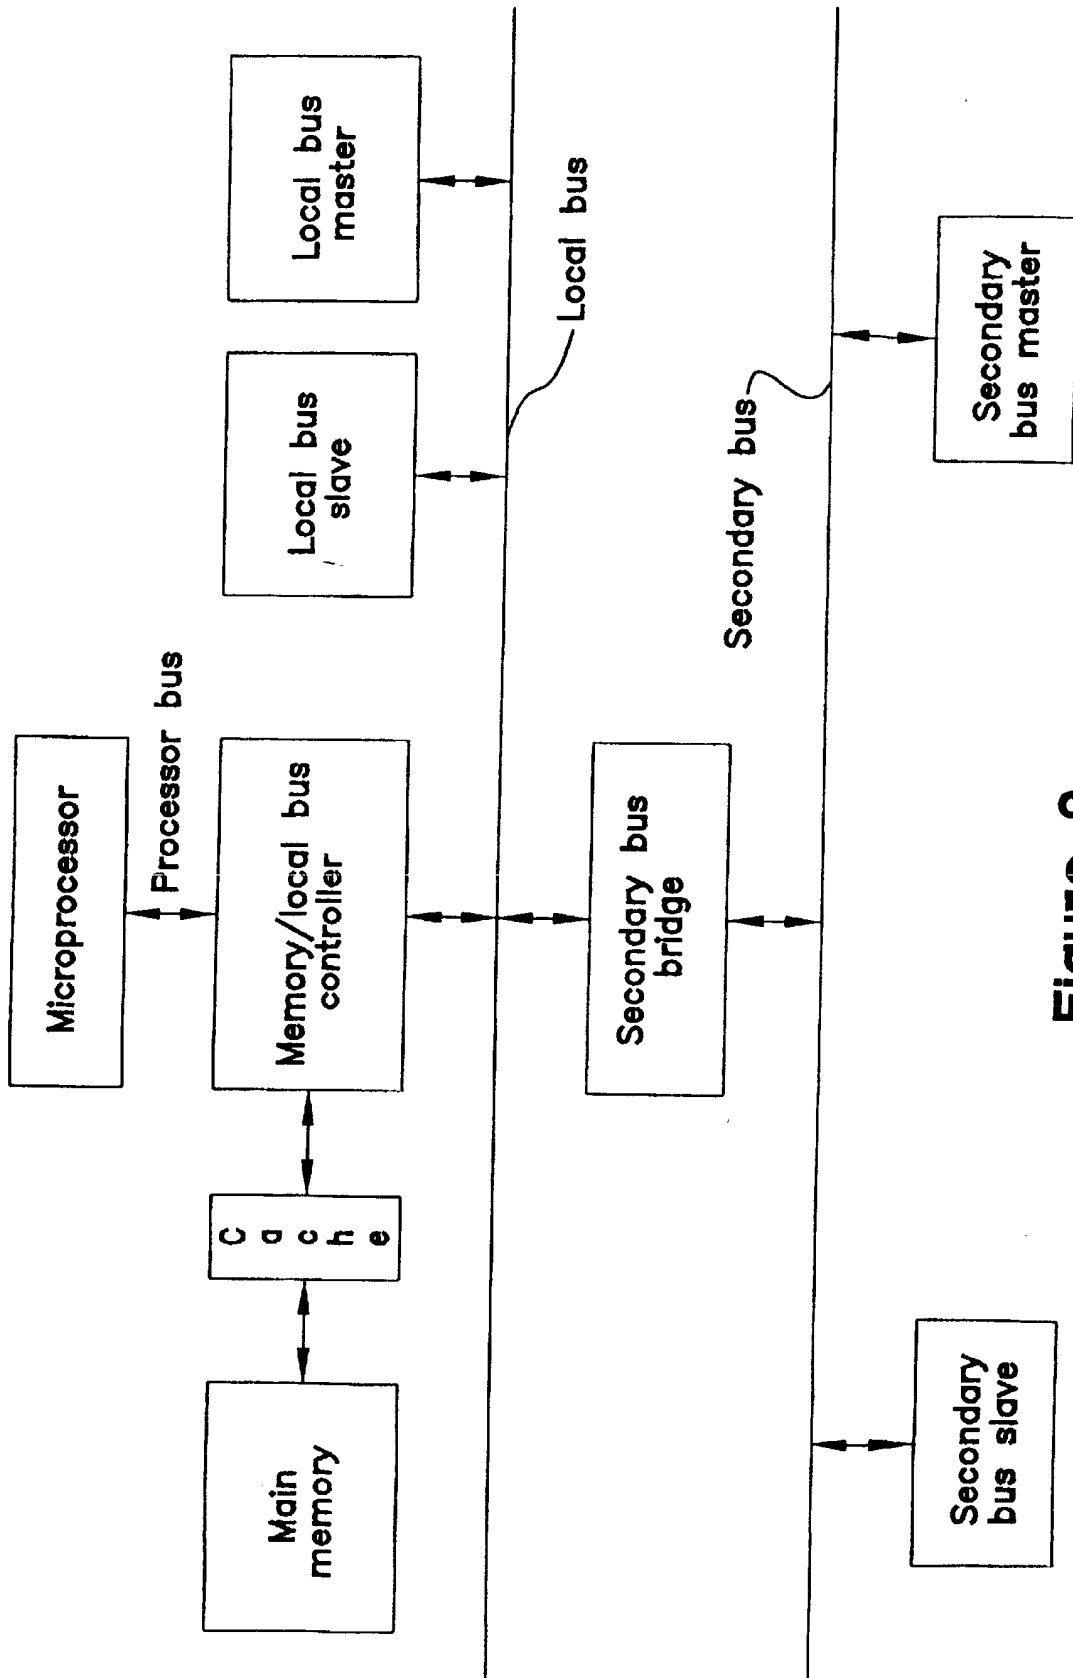 Microprocessor
Processor bus
Main
memory
C
a
c
h
e
Memory/local bus
controller
Local bus
slave
Local bus
master
Local bus
Secondary bus
bridge
Secondary bus
Secondary
bus slave
Secondary
bus master
Figure